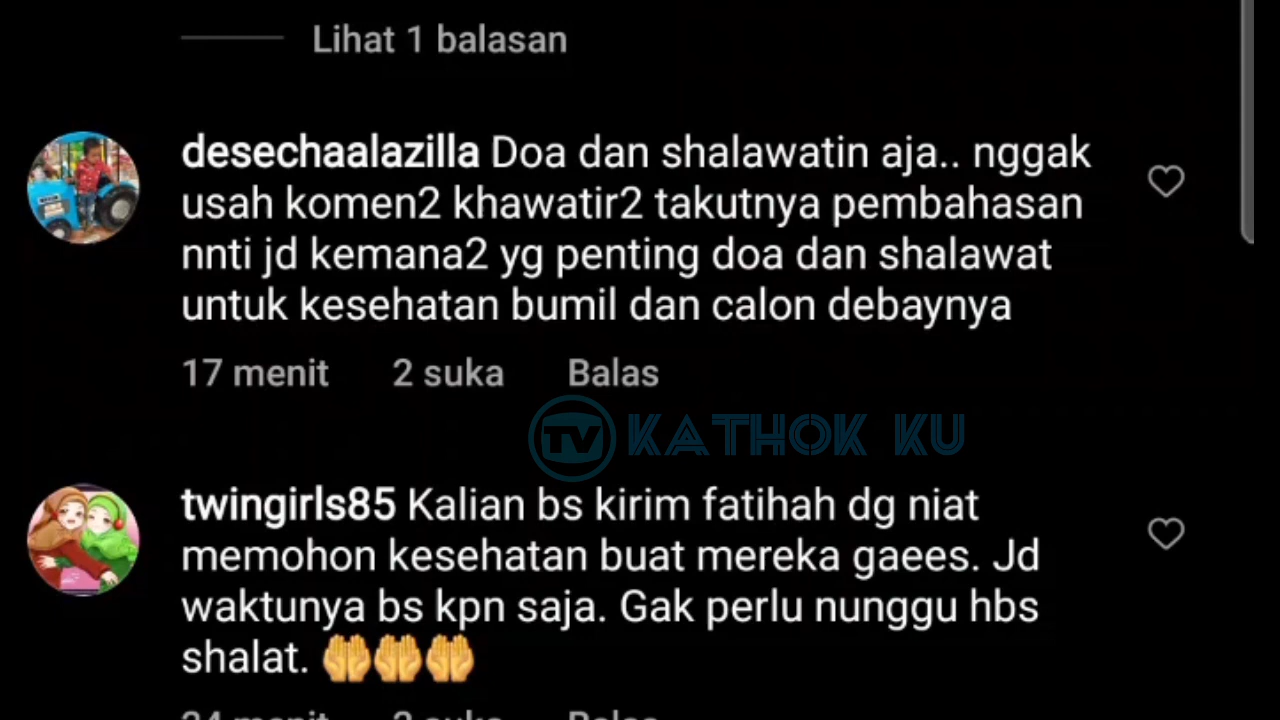 Lihat 1 balasan
desechaalazilla Doa dan shalawatin aja.. nggak
usah komen2 khawatir2 takutnya pembahasan
nnti jd kemana2 yg penting doa dan shalawat
untuk kesehatan bumil dan calon debaynya
17 menit 2 suka Balas
TV KATHOK KU
twingirls85 Kalian bs kirim fatihah dg niat
memohon kesehatan buat mereka gaees. Jd
waktunya bs kpn saja. Gak perlu nunggu hbs
shalat. 🤲🤲🤲